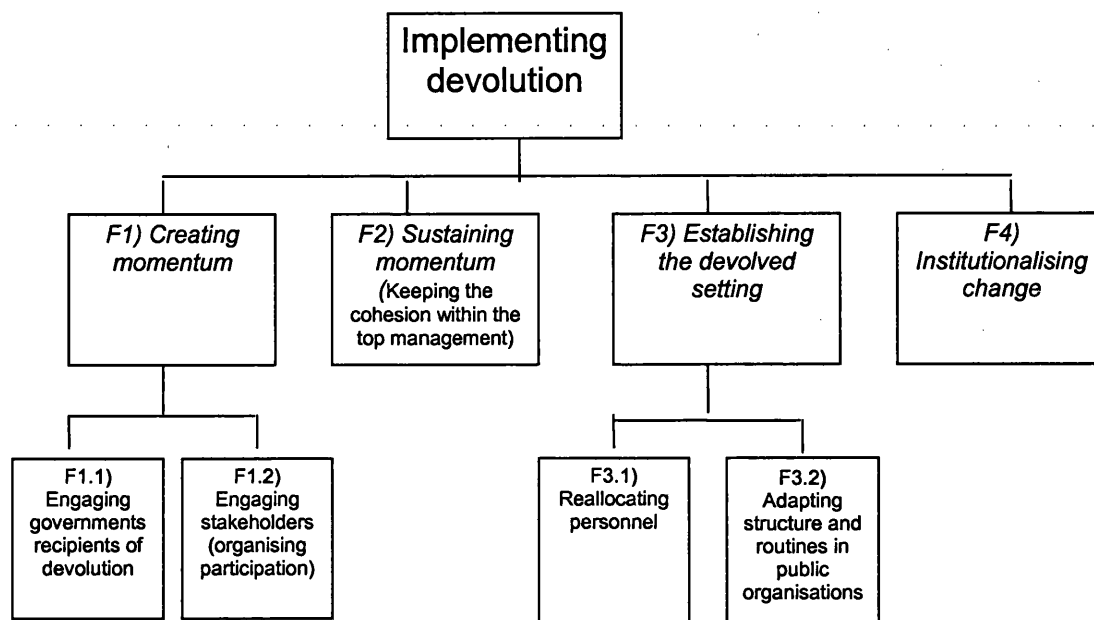 Implementing
devolution
F1) Creating
momentum
F2) Sustaining
momentum
(Keeping the
cohesion within the
top management)
F3) Establishing
the devolved
setting
F4)
Institutionalising
change
F1.1)
Engaging
governments
recipients of
devolution
F1.2)
Engaging
stakeholders
(organising
participation)
F3.1)
Reallocating
personnel
F3.2)
Adapting
structure and
routines in
public
organisations